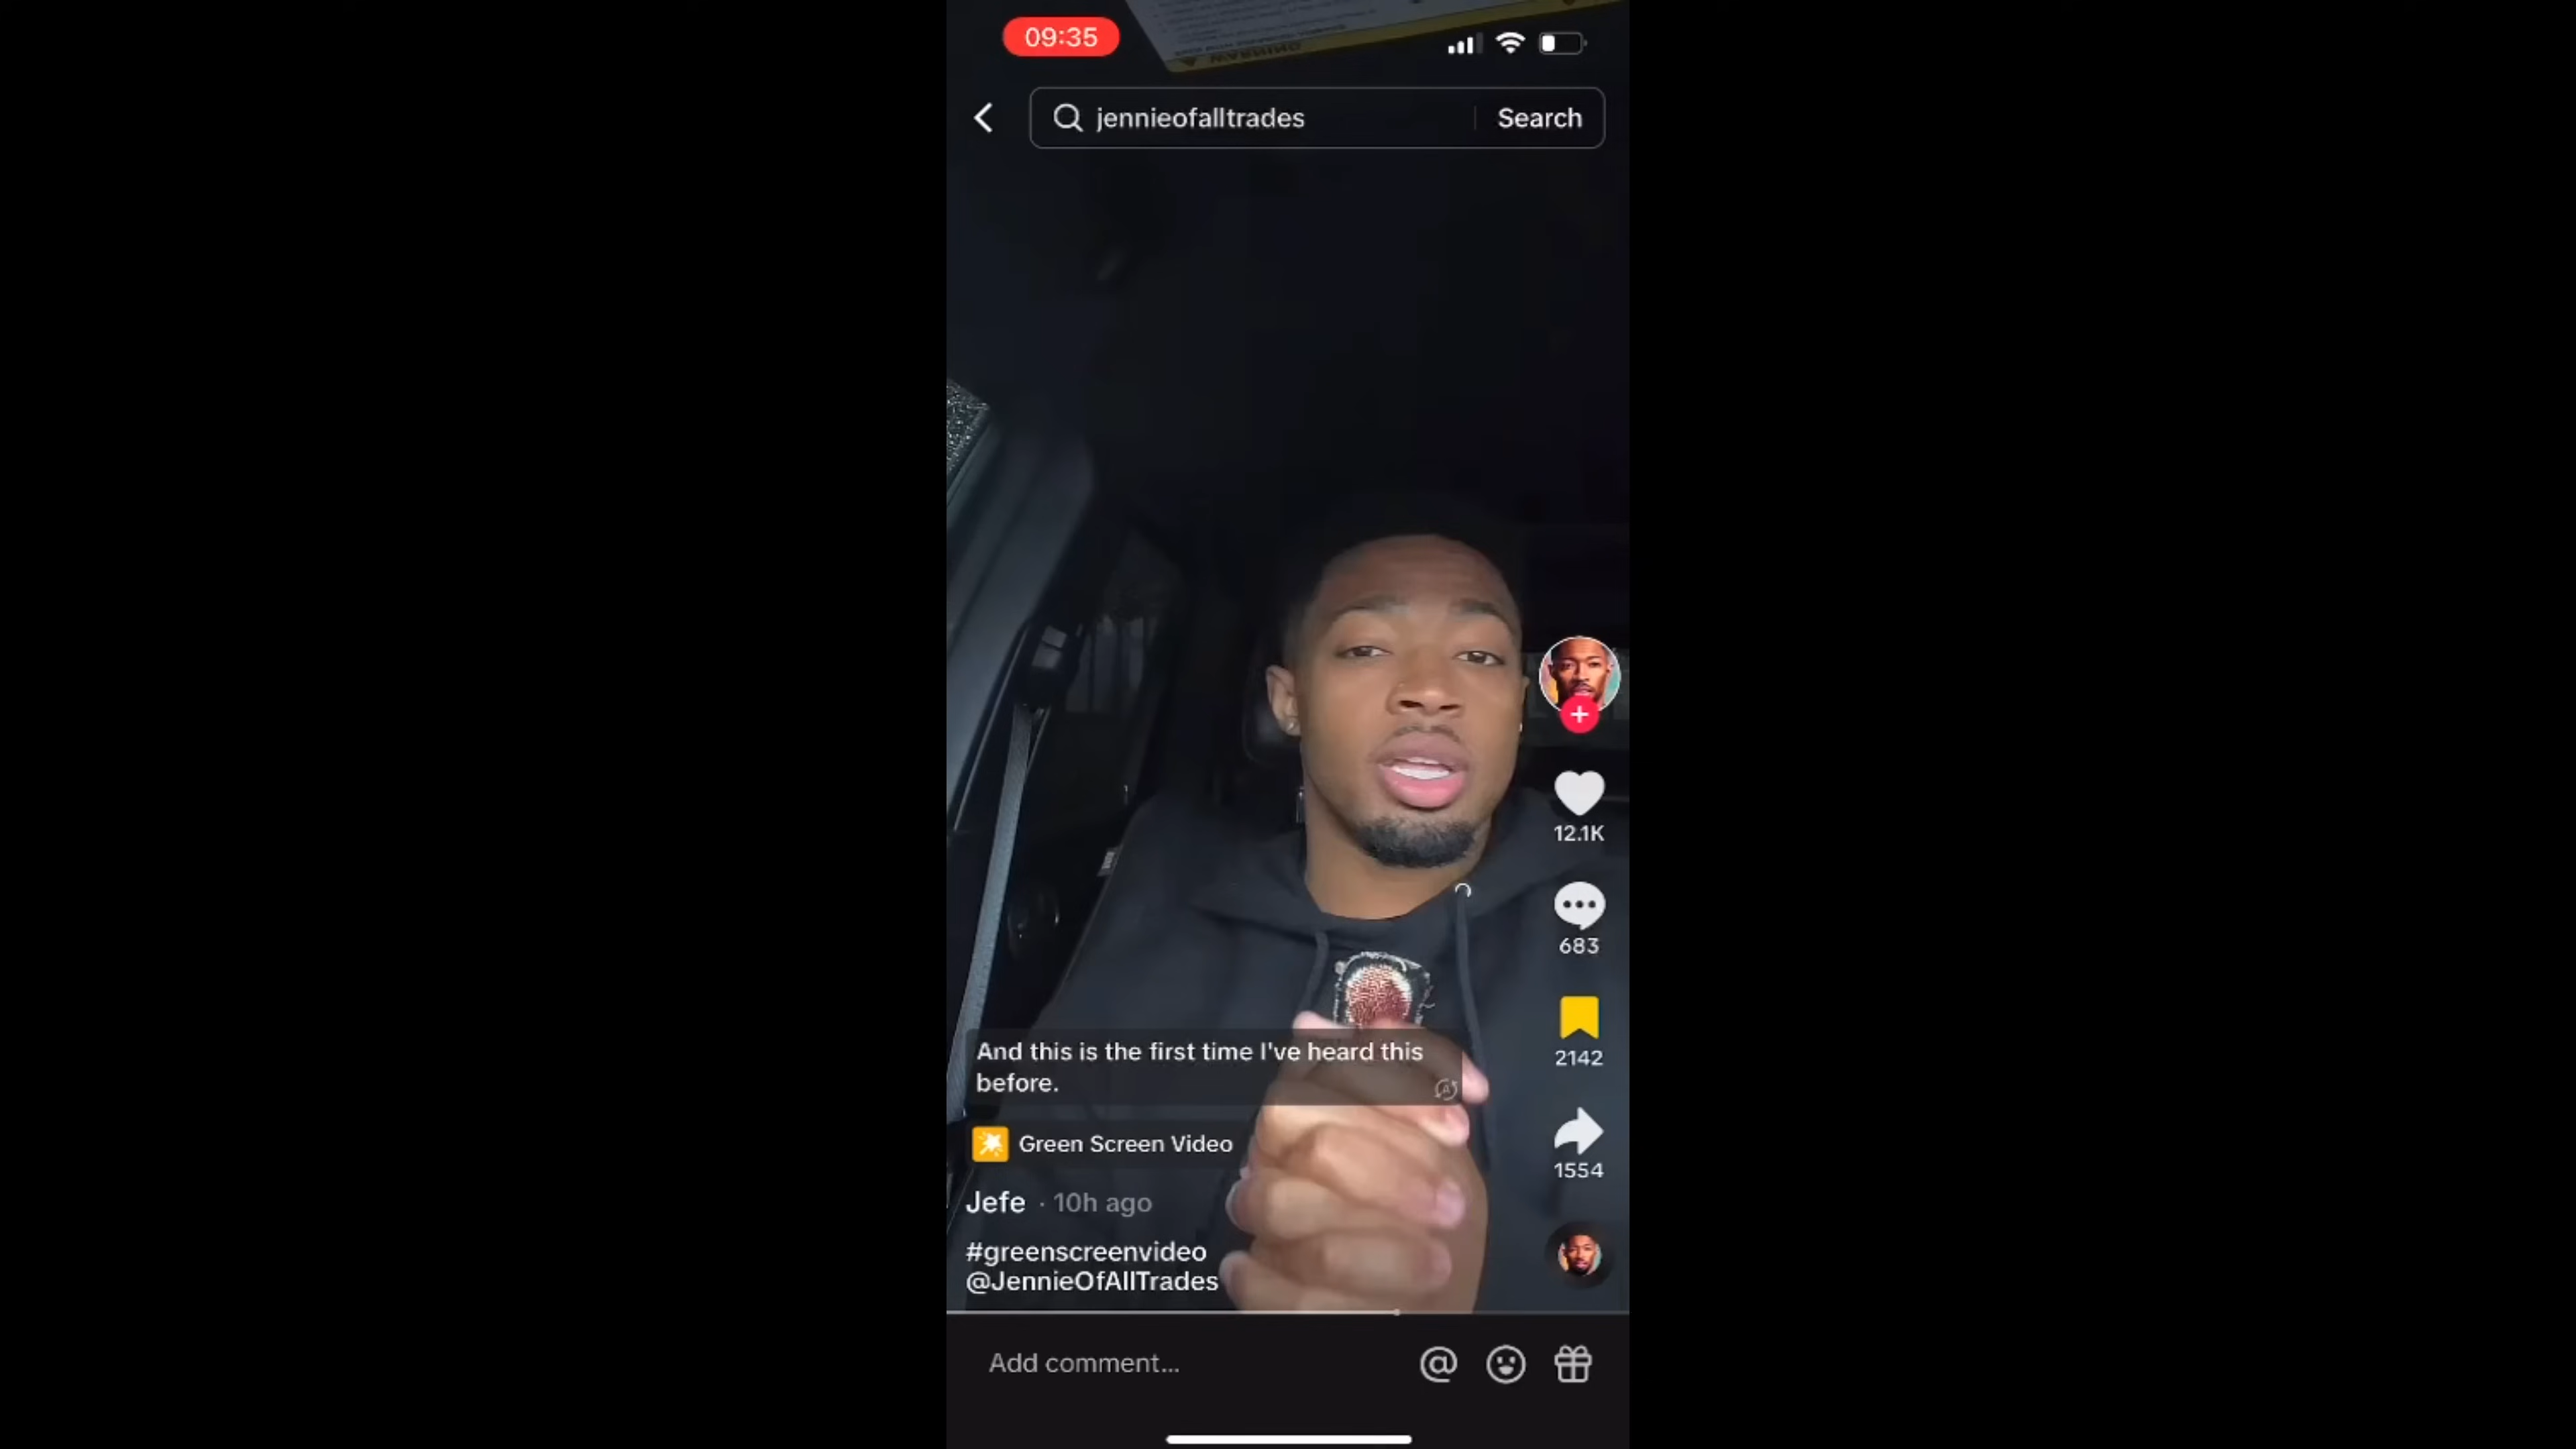 09:35
jennieofalltrades
Search
12.1K
683
2142
1554
And this is the first time I've heard this
before.
Green Screen Video
Jefe · 10h ago
#greenscreenvideo
@JennieOfAllTrades
Add comment...